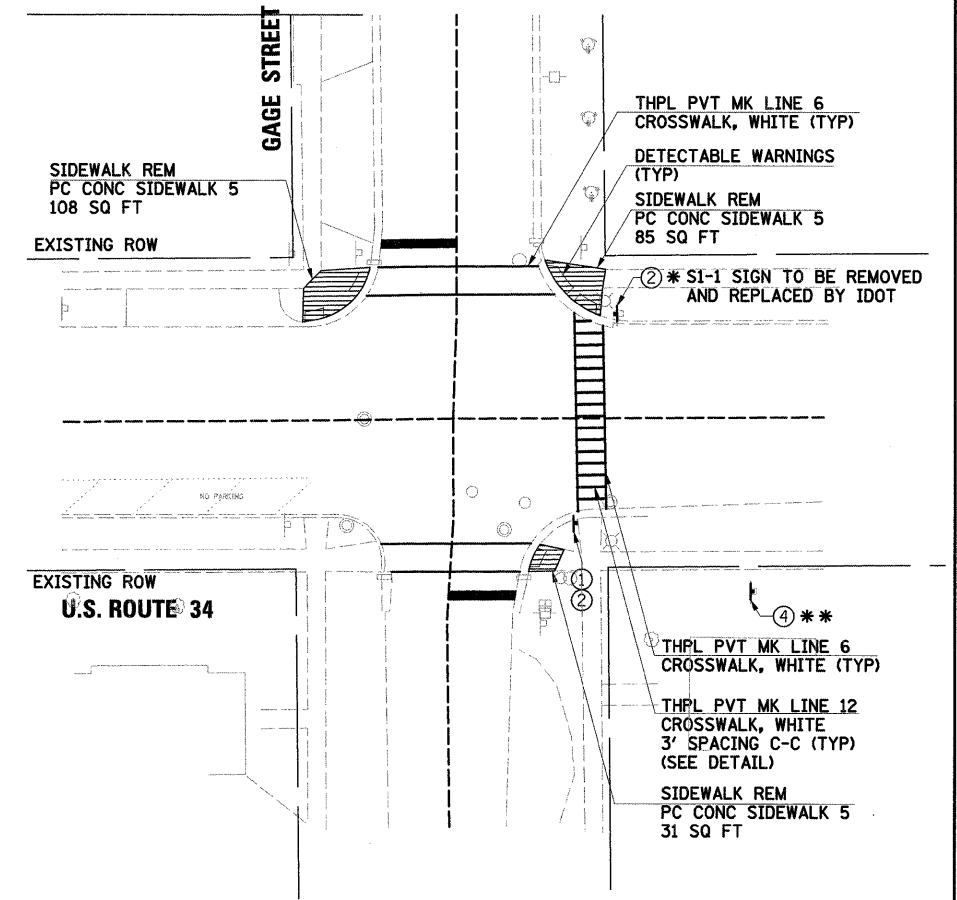 GAGE STREET
THPL PVT MK LINE 6
CROSSWALK, WHITE (TYP)
DETECTABLE WARNINGS
(TYP)
SIDEWALK REM
PC CONC SIDEWALK 5
108 SQ FT
SIDEWALK REM
PC CONC SIDEWALK 5
85 SQ FT
EXISTING ROW
2 * S1-1 SIGN TO BE REMOVED
AND REPLACED BY IDOT
NO PARKING
EXISTING ROW
U.S. ROUTE 34
1
2
4 * *
THPL PVT MK LINE 6
CROSSWALK, WHITE (TYP)
THPL PVT MK LINE 12
CROSSWALK, WHITE
3' SPACING C-C (TYP)
(SEE DETAIL)
SIDEWALK REM
PC CONC SIDEWALK 5
31 SQ FT